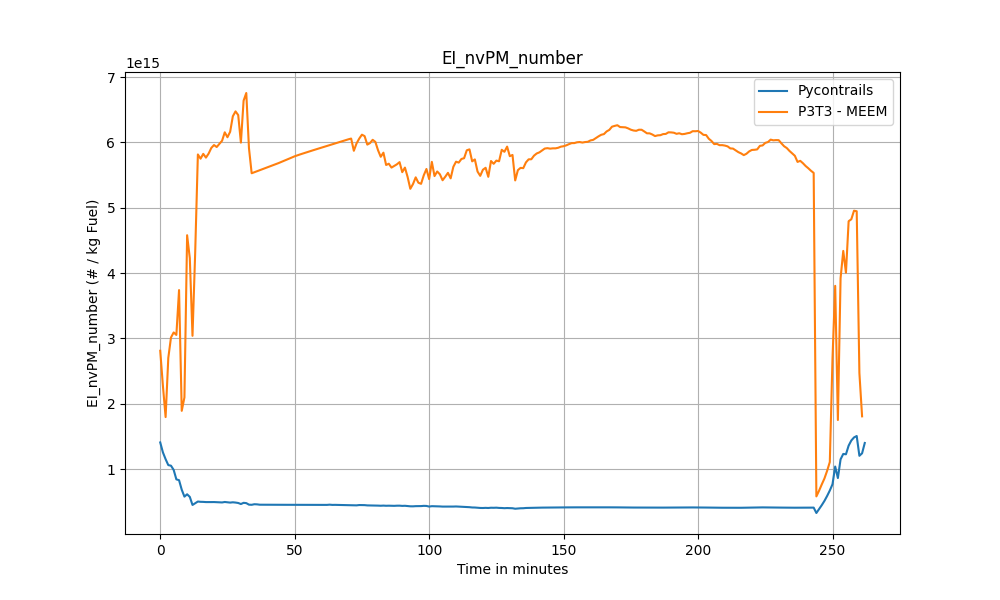 EI_nvPM_number
1e15
Pycontrails
P3T3 - MEEM
7
6
5
4
3
2
1
EI_nvPM_number (# / kg Fuel)
0
50
100
150
200
250
Time in minutes